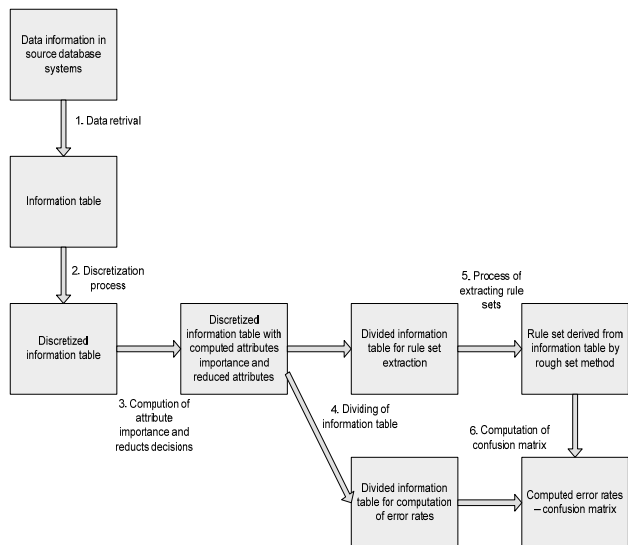 Data information in
source database
systems
1. Data retrival
Information table
2. Discretization
process
Discretized
information table
3. Compution of
attribute
importance and
reducts decisions
Discretized
information table with
computed attributes
importance and
reduced attributes
4. Dividing of
information table
Divided information
table for rule set
extraction
5. Process of
extracting rule
sets
Rule set derived from
information table by
rough set method
6. Computation of
confusion matrix
Divided information
table for computation
of error rates
Computed error rates
– confusion matrix